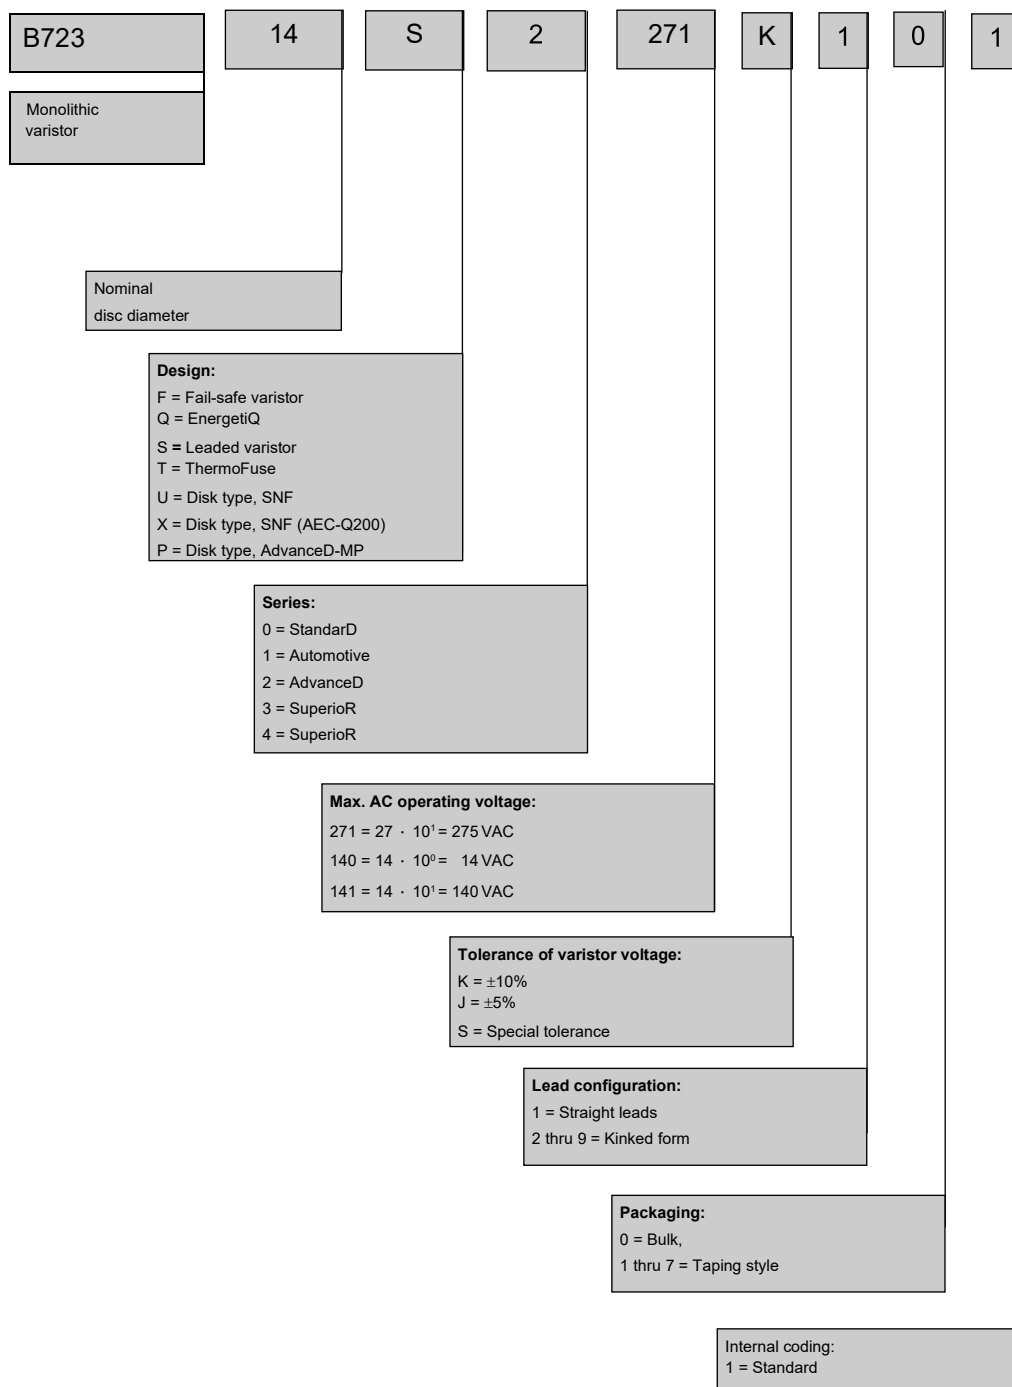 B723 14 S 2 271 K 1 0 1
Monolithic
varistor
Nominal
disc diameter
Design:
F = Fail-safe varistor
Q = EnergetiQ
S = Leaded varistor
T = ThermoFuse
U = Disk type, SNF
X = Disk type, SNF (AEC-Q200)
P = Disk type, AdvanceD-MP
Series:
0 = StandarD
1 = Automotive
2 = AdvanceD
3 = SuperioR
4 = SuperioR
Max. AC operating voltage:
271 = 27 · 10¹ = 275 VAC
140 = 14 · 10⁰ = 14 VAC
141 = 14 · 10¹ = 140 VAC
Tolerance of varistor voltage:
K = ±10%
J = ±5%
S = Special tolerance
Lead configuration:
1 = Straight leads
2 thru 9 = Kinked form
Packaging:
0 = Bulk,
1 thru 7 = Taping style
Internal coding:
1 = Standard